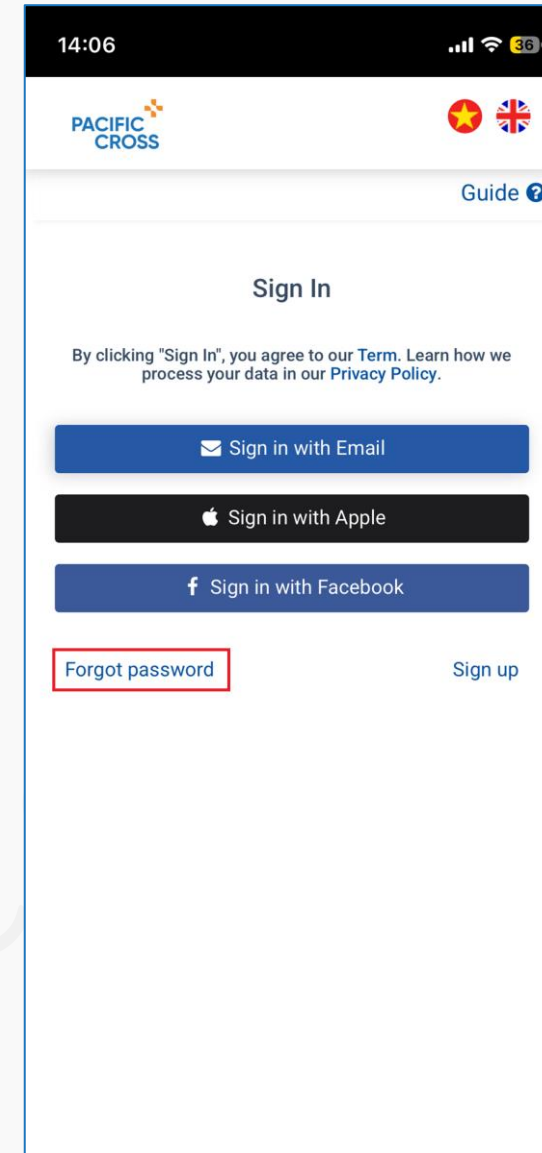 14:06
36
PACIFIC
CROSS
Guide ?
Sign In
By clicking "Sign In", you agree to our Term. Learn how we
process your data in our Privacy Policy.
Sign in with Email
Sign in with Apple
f Sign in with Facebook
Forgot password
Sign up